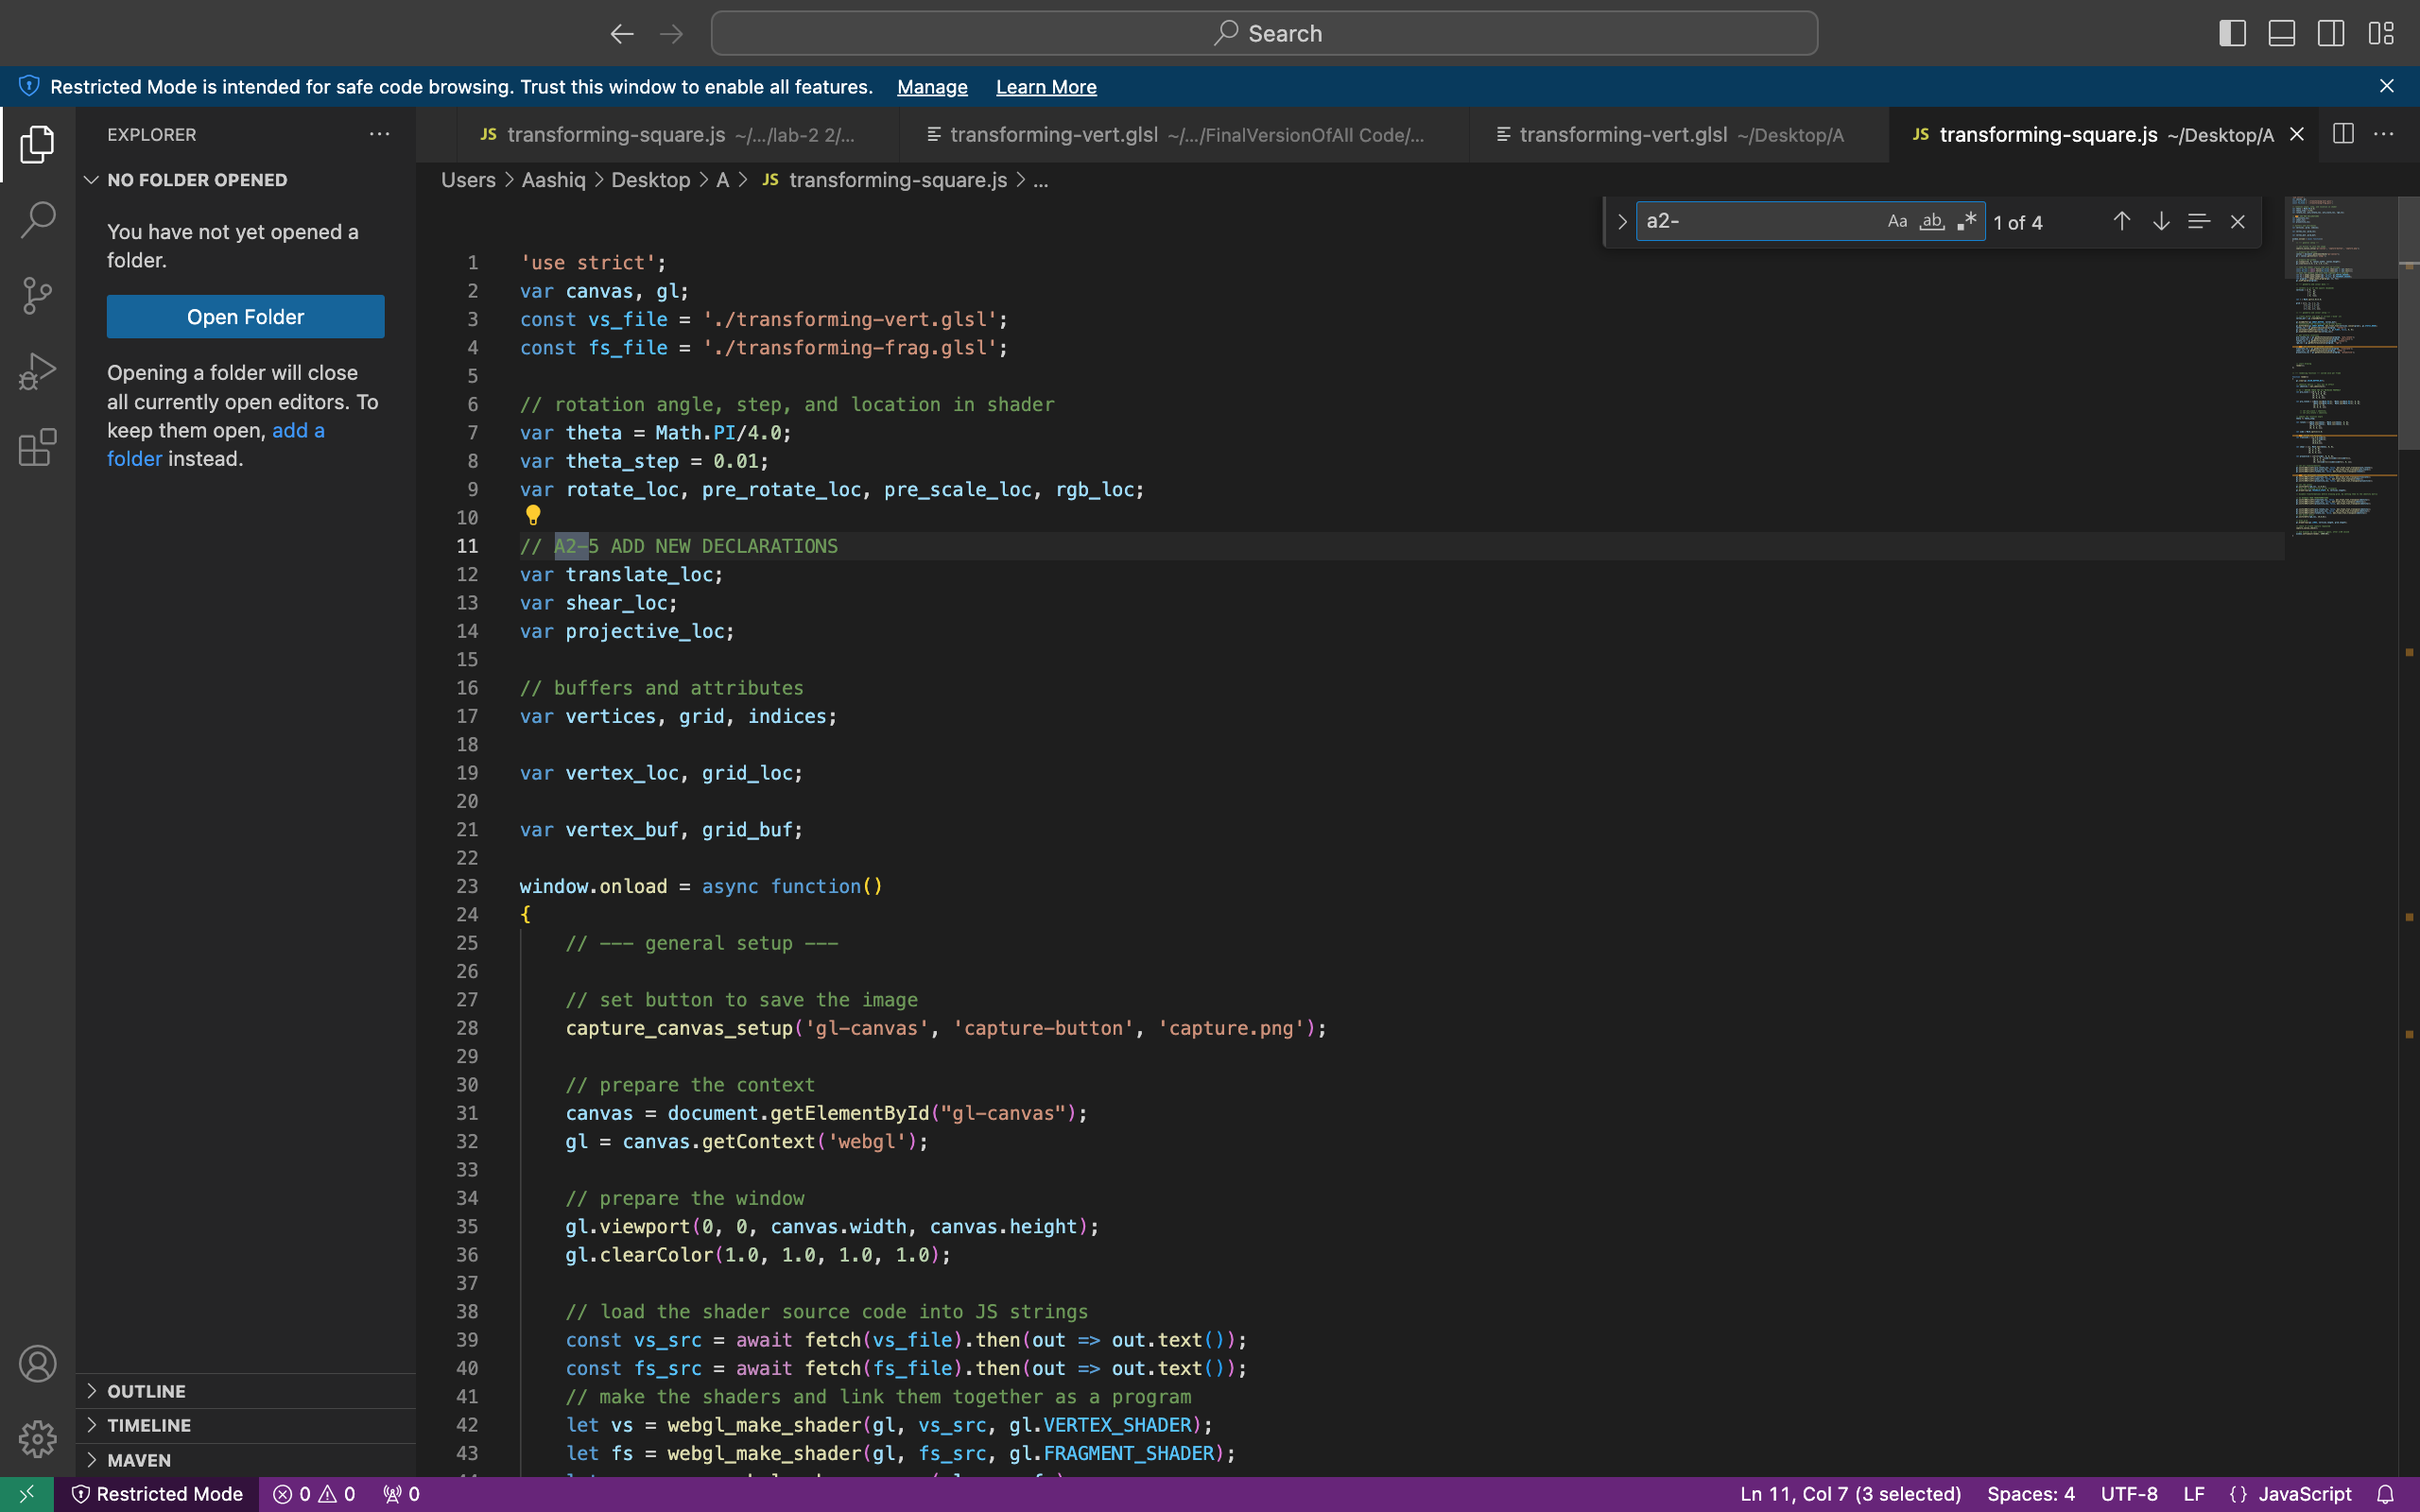 Search
Restricted Mode is intended for safe code browsing. Trust this window to enable all features. Manage Learn More
EXPLORER
NO FOLDER OPENED
You have not yet opened a
folder.
Open Folder
Opening a folder will close
all currently open editors. To
keep them open, add a
folder instead.
OUTLINE
TIMELINE
MAVEN
JS transforming-square.js ~/.../lab-2 2/...
transforming-vert.glsl ~/.../FinalVersionOfAll Code/...
transforming-vert.glsl ~/Desktop/A
JS transforming-square.js ~/Desktop/A
Users > Aashiq > Desktop > A > JS transforming-square.js > ...
a2- Aa ab .* 1 of 4
1 'use strict';
2 var canvas, gl;
3 const vs_file = './transforming-vert.glsl';
4 const fs_file = './transforming-frag.glsl';
5
6 // rotation angle, step, and location in shader
7 var theta = Math.PI/4.0;
8 var theta_step = 0.01;
9 var rotate_loc, pre_rotate_loc, pre_scale_loc, rgb_loc;
10
11 // A2-5 ADD NEW DECLARATIONS
12 var translate_loc;
13 var shear_loc;
14 var projective_loc;
15
16 // buffers and attributes
17 var vertices, grid, indices;
18
19 var vertex_loc, grid_loc;
20
21 var vertex_buf, grid_buf;
22
23 window.onload = async function()
24 {
25 // --- general setup ---
26
27 // set button to save the image
28 capture_canvas_setup('gl-canvas', 'capture-button', 'capture.png');
29
30 // prepare the context
31 canvas = document.getElementById("gl-canvas");
32 gl = canvas.getContext('webgl');
33
34 // prepare the window
35 gl.viewport(0, 0, canvas.width, canvas.height);
36 gl.clearColor(1.0, 1.0, 1.0, 1.0);
37
38 // load the shader source code into JS strings
39 const vs_src = await fetch(vs_file).then(out => out.text());
40 const fs_src = await fetch(fs_file).then(out => out.text());
41 // make the shaders and link them together as a program
42 let vs = webgl_make_shader(gl, vs_src, gl.VERTEX_SHADER);
43 let fs = webgl_make_shader(gl, fs_src, gl.FRAGMENT_SHADER);
Restricted Mode 0 0 0 Ln 11, Col 7 (3 selected) Spaces: 4 UTF-8 LF {} JavaScript